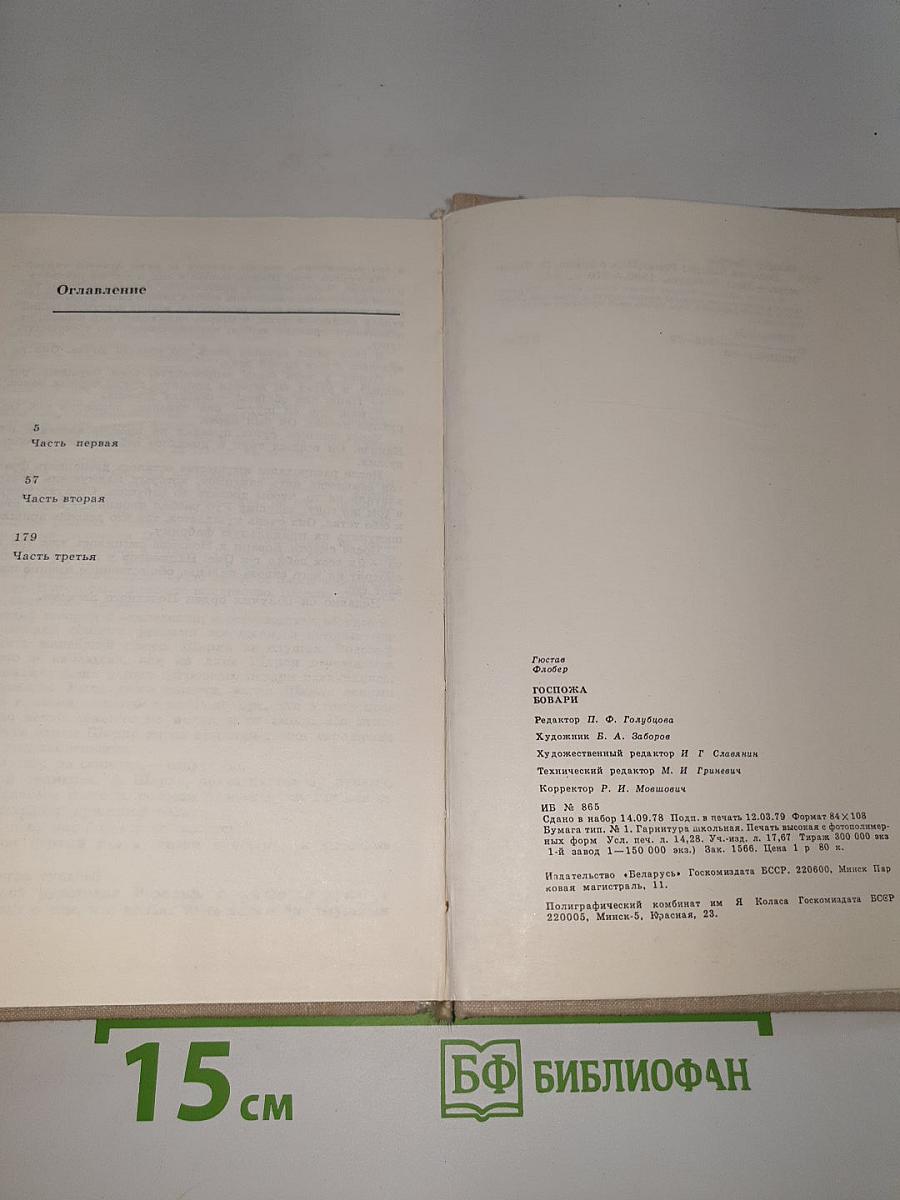 Оглавление
5
Часть первая
57
Часть вторая
179
Часть третья
Гюстав
Флобер
ГОСПОЖА
БОВАРИ
Редактор П. Ф. Голубцова
Художник Б. А. Заборов
Художественный редактор И Г Славянин
Технический редактор М. И Гриневич
Корректор Р. И. Мовшович
ИБ № 865
Сдано в набор 14.09.78 Подп. в печать 12.03.79 Формат 84×108
Бумага тип. № 1. Гарнитура школьная. Печать высокая с фотополимер-
ных форм Усл. печ. л. 14,28. Уч.-изд. л. 17,67 Тираж 300 000 экз
1-й завод 1—150 000 экз.) Зак. 1566. Цена 1 р 80 к.
Издательство «Беларусь» Госкомиздата БССР. 220600, Минск Пар
ковая магистраль, 11.
Полиграфический комбинат им Я Коласа Госкомиздата БССР
220005, Минск-5, Юрасная, 23.
15 см
БФ БИБЛИОФАН